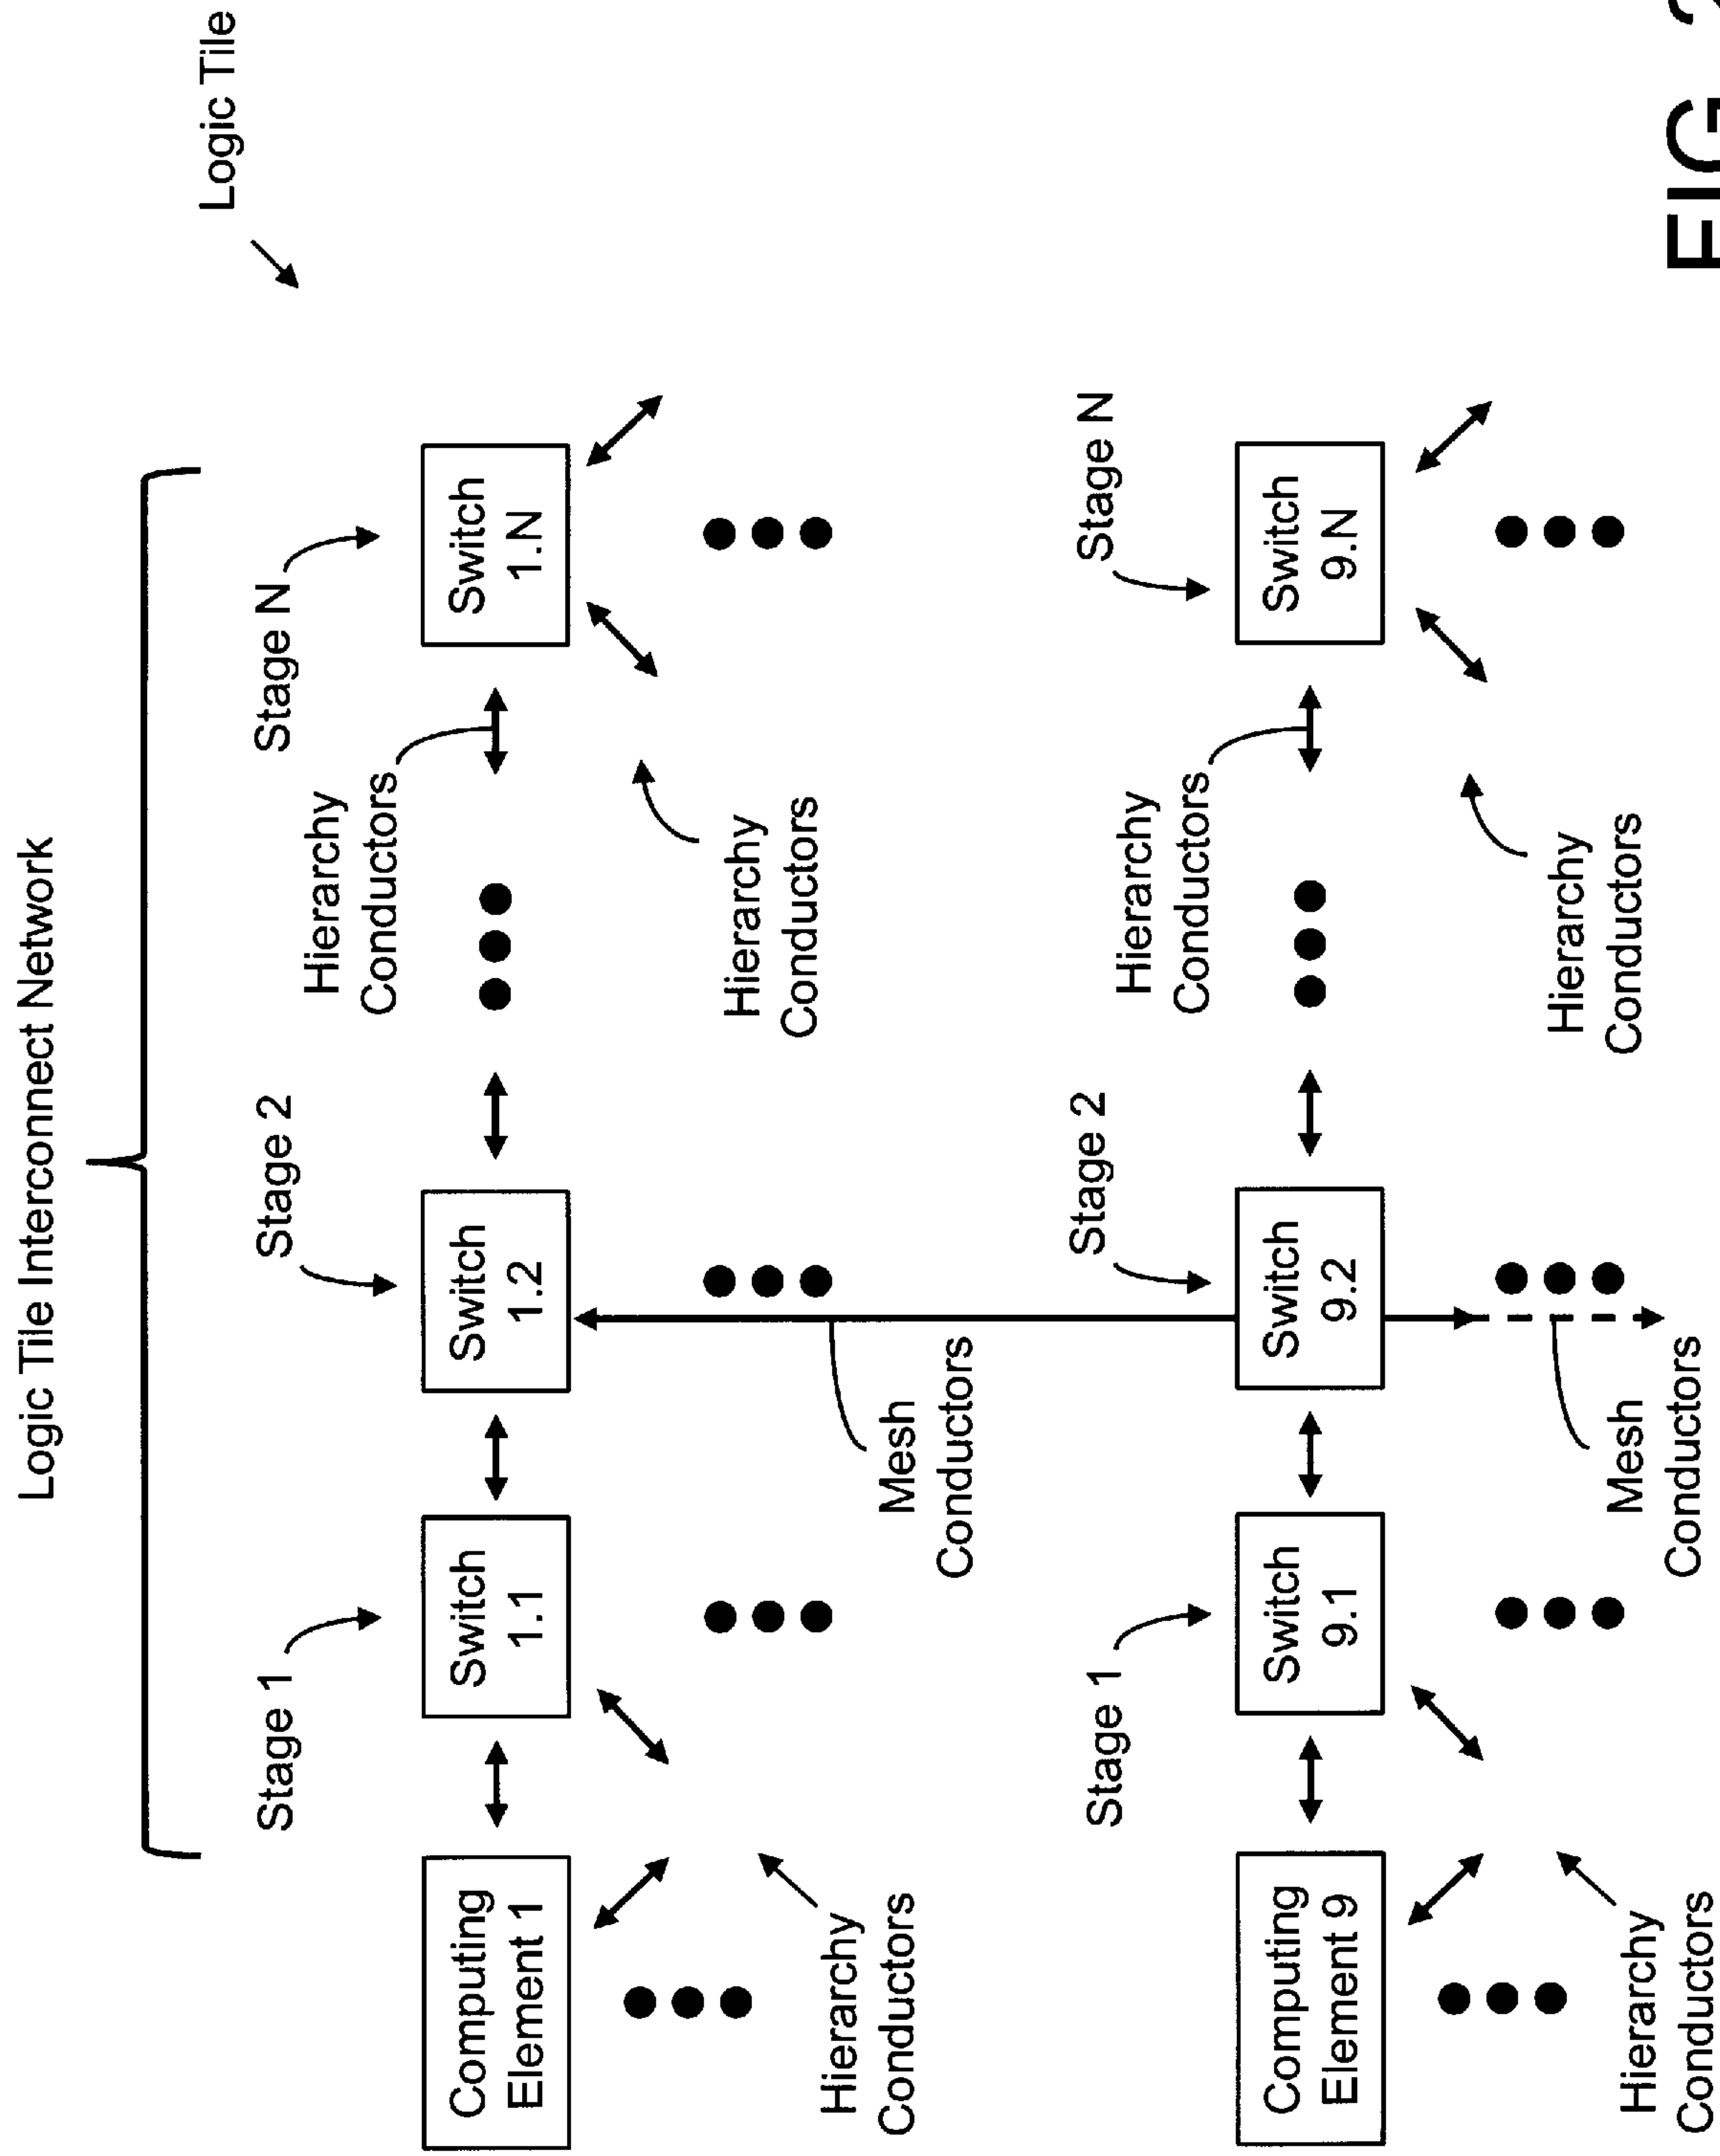 Logic Tile Interconnect Network
Logic Tile
Stage 1
Stage 2
Stage N
Hierarchy
Conductors
Computing
Element 1
Switch
1.1
Switch
1.2
Switch
1.N
Hierarchy
Conductors
Mesh
Conductors
Hierarchy
Conductors
Stage 1
Stage 2
Stage N
Hierarchy
Conductors
Computing
Element 9
Switch
9.1
Switch
9.2
Switch
9.N
Hierarchy
Conductors
Mesh
Conductors
Hierarchy
Conductors
FIG.